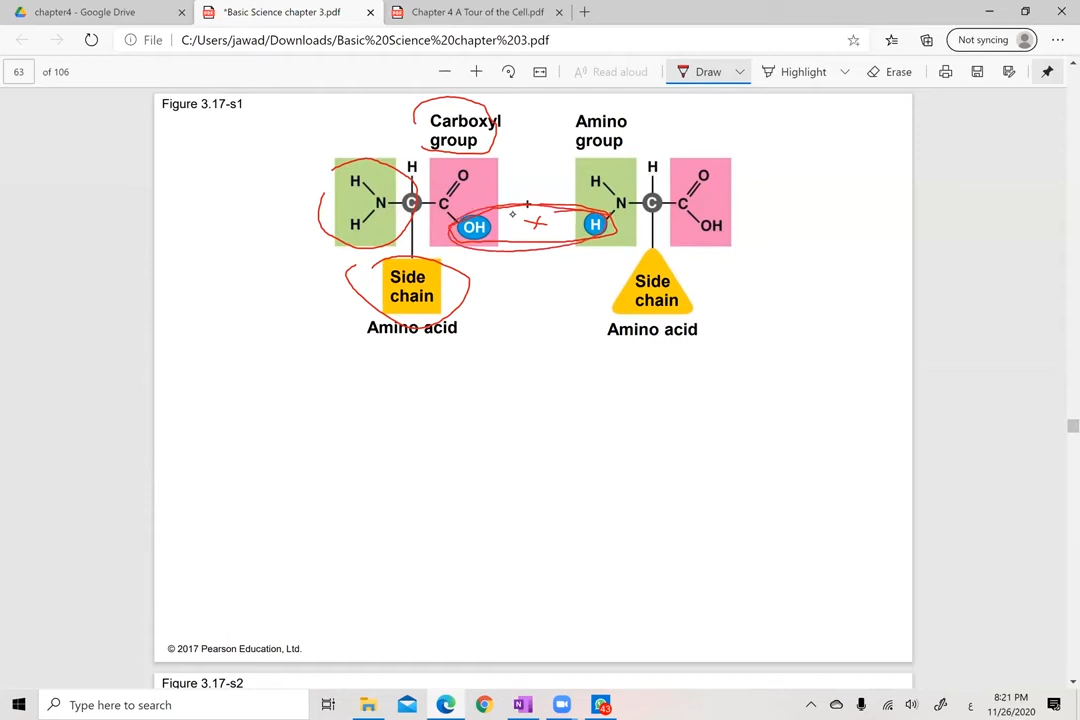 chapter4 - Google Drive
*Basic Science chapter 3.pdf
Chapter 4 A Tour of the Cell.pdf
File
C:/Users/jawad/Downloads/Basic%20Science%20chapter%203.pdf
Not syncing
63 of 106
Read aloud
Draw
Highlight
Erase
Figure 3.17-s1
Carboxyl group
Amino group
H H O
N C C
H OH
Side chain
Amino acid
+
H H O
N C C
H OH
Side chain
Amino acid
© 2017 Pearson Education, Ltd.
Figure 3.17-s2
Type here to search
43
ع
8:21 PM
11/26/2020